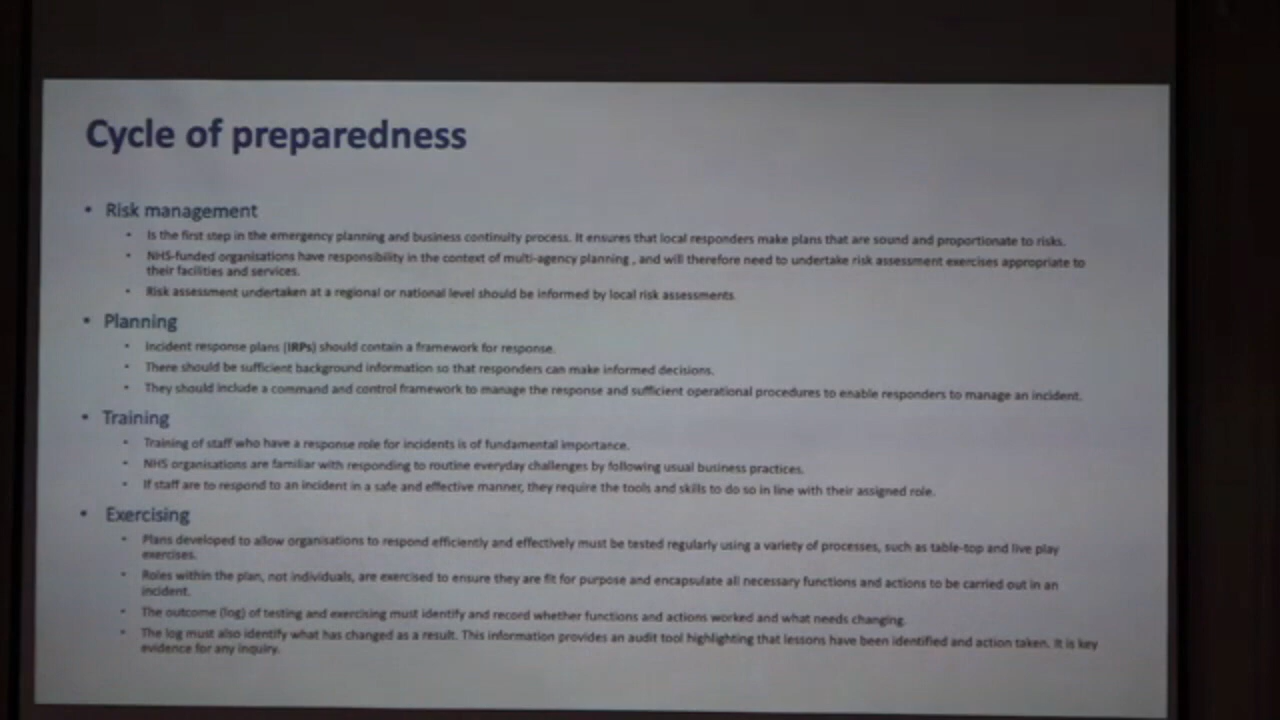 Cycle of preparedness
• Risk management
• Is the first step in the emergency planning and business continuity process. It ensures that local responders make plans that are sound and proportionate to risks.
• NHS-funded organisations have responsibility in the context of multi-agency planning , and will therefore need to undertake risk assessment exercises appropriate to
their facilities and services.
• Risk assessment undertaken at a regional or national level should be informed by local risk assessments
• Planning
• Incident response plans (IRPs) should contain a framework for response.
• There should be sufficient background information so that responders can make informed decisions.
• They should include a command and control framework to manage the response and sufficient operational procedures to enable responders to manage an incident.
• Training
• Training of staff who have a response role for incidents is of fundamental importance.
• NHS organisations are familiar with responding to routine everyday challenges by following usual business practices.
• If staff are to respond to an incident in a safe and effective manner, they require the tools and skills to do so in line with their assigned role.
• Exercising
• Plans developed to allow organisations to respond efficiently and effectively must be tested regularly using a variety of processes, such as table-top and live play
exercises.
• Roles within the plan, not individuals, are exercised to ensure they are fit for purpose and encapsulate all necessary functions and actions to be carried out in an
incident.
• The outcome (log) of testing and exercising must identify and record whether functions and actions worked and what needs changing.
• The log must also identify what has changed as a result. This information provides an audit tool highlighting that lessons have been identified and action taken. It is key
evidence for any inquiry.